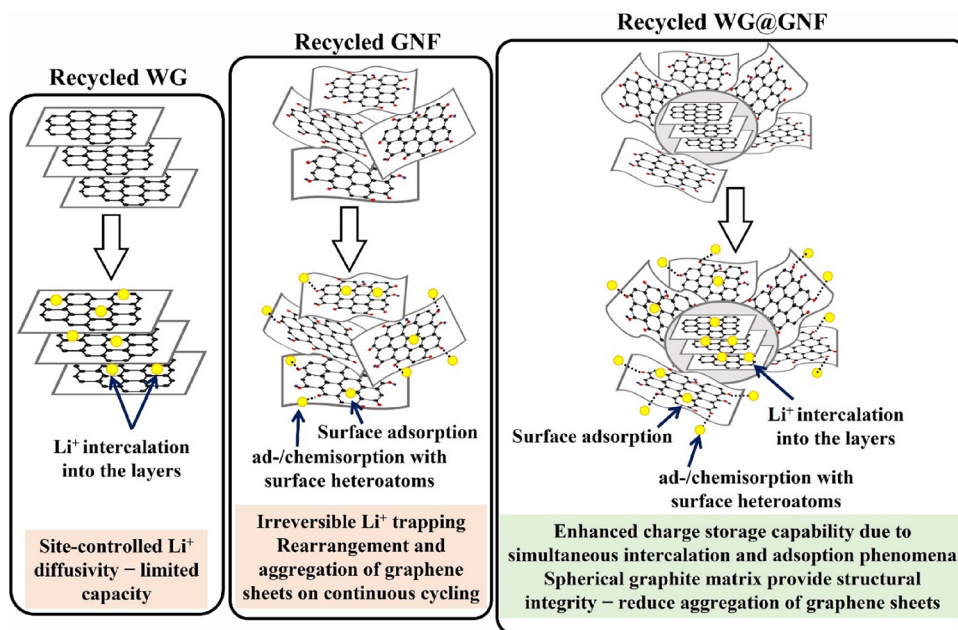 Recycled WG
Li⁺ intercalation
into the layers
Site-controlled Li⁺
diffusivity – limited
capacity
Recycled GNF
Surface adsorption
ad-/chemisorption with
surface heteroatoms
Irreversible Li⁺ trapping
Rearrangement and
aggregation of graphene
sheets on continuous cycling
Recycled WG@GNF
Surface adsorption
Li⁺ intercalation
into the layers
ad-/chemisorption with
surface heteroatoms
Enhanced charge storage capability due to
simultaneous intercalation and adsoption phenomena
Spherical graphite matrix provide structural
integrity – reduce aggregation of graphene sheets